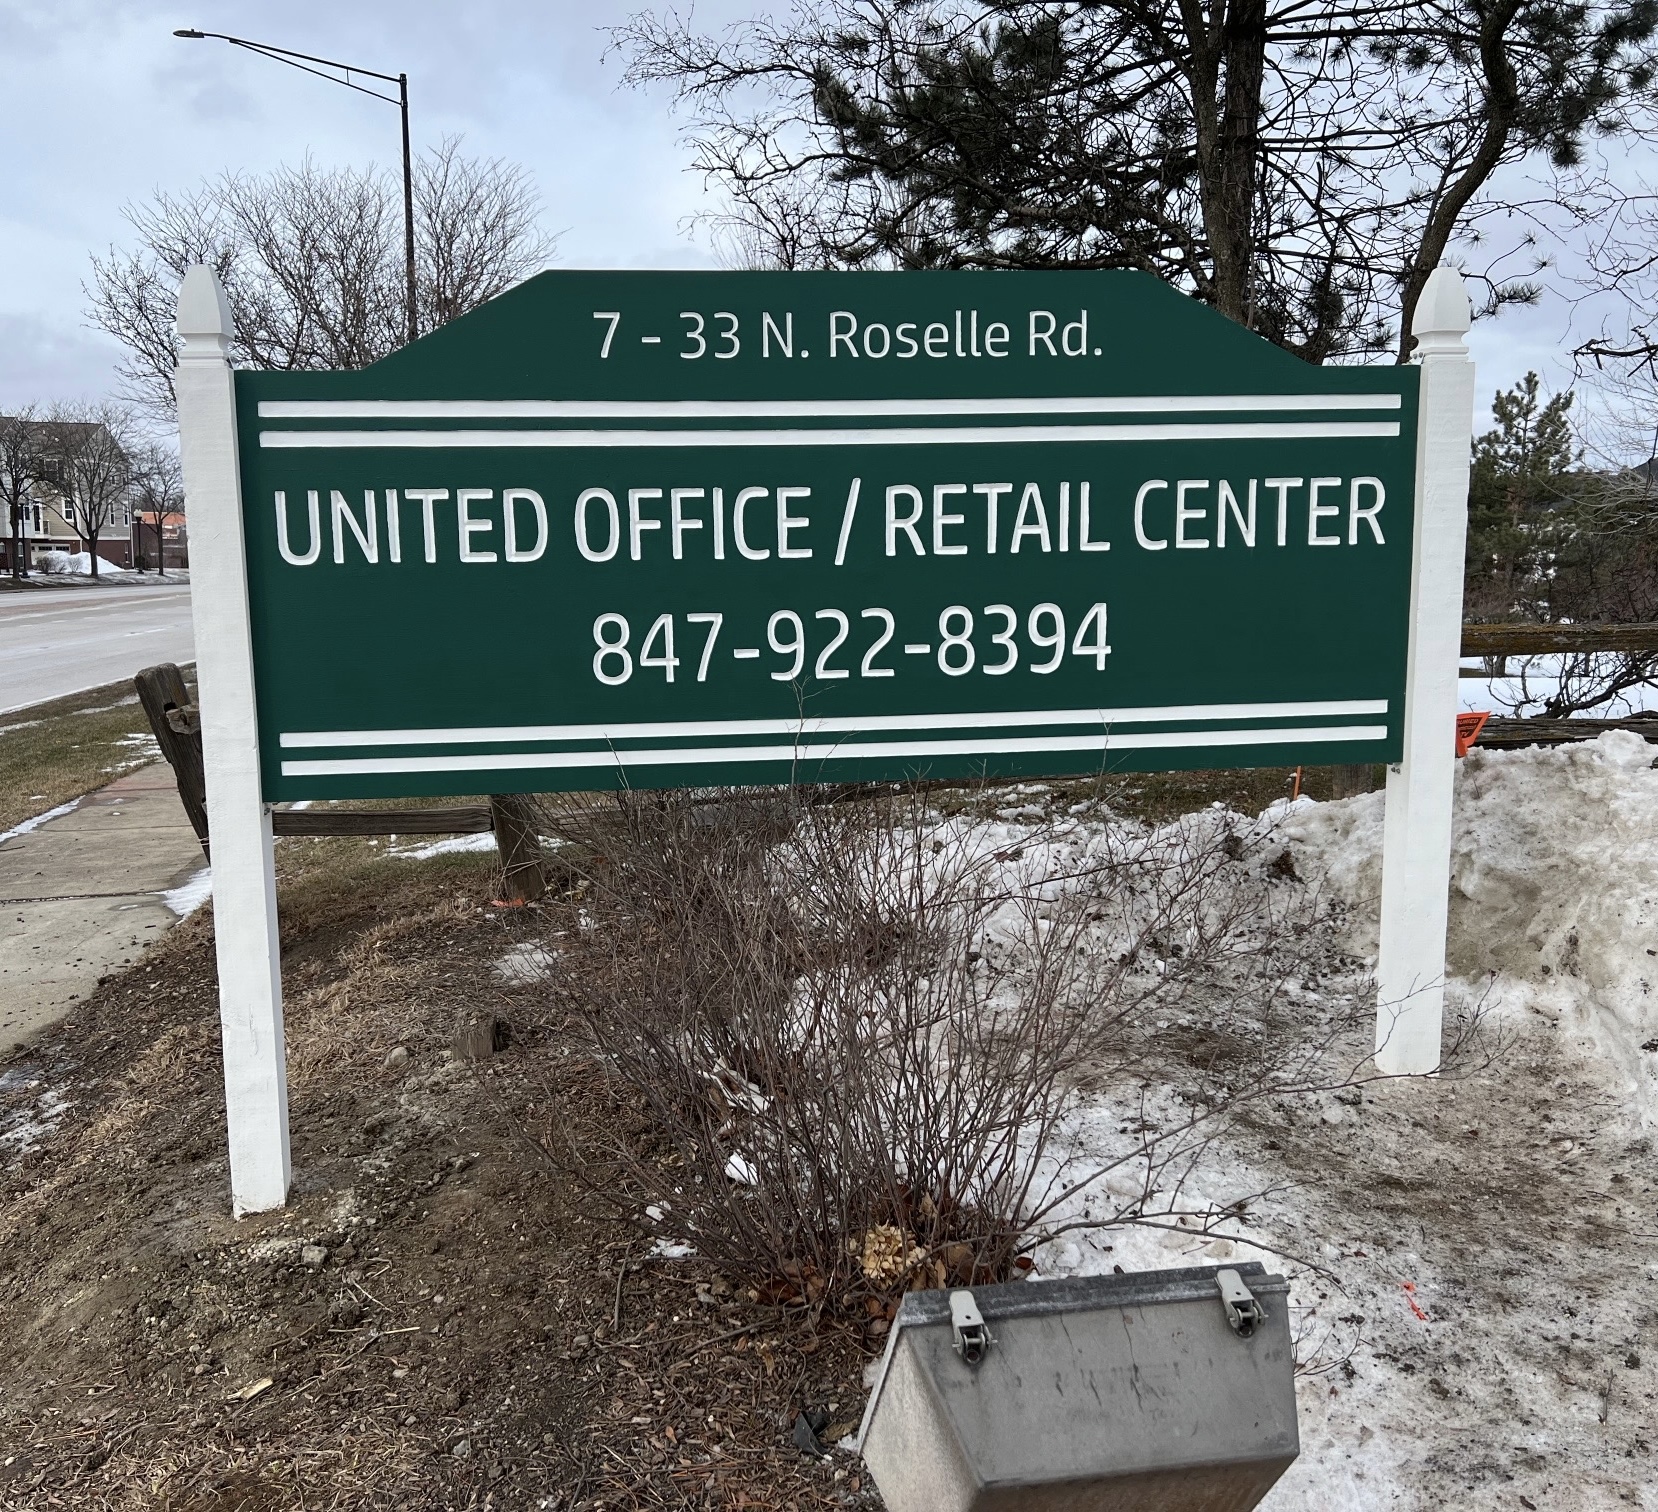 7 - 33 N. Roselle Rd.
UNITED OFFICE / RETAIL CENTER
847-922-8394